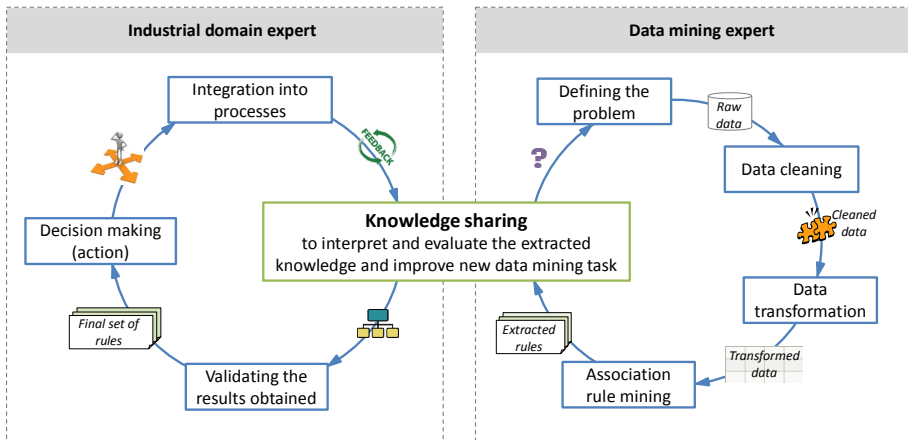 Industrial domain expert
Integration into
processes
FEEDBACK
Decision making
(action)
Final set of
rules
Validating the
results obtained
Knowledge sharing
to interpret and evaluate the extracted
knowledge and improve new data mining task
Data mining expert
Defining the
problem
Raw
data
?
Data cleaning
Cleaned
data
Data
transformation
Transformed
data
Association
rule mining
Extracted
rules